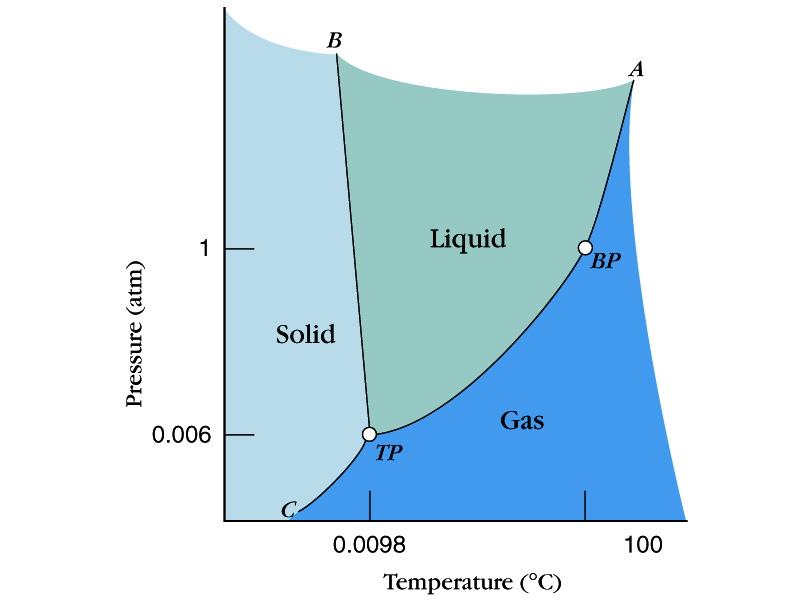 B
A
1
Liquid
BP
Pressure (atm)
Solid
Gas
0.006
TP
C
0.0098
100
Temperature (°C)